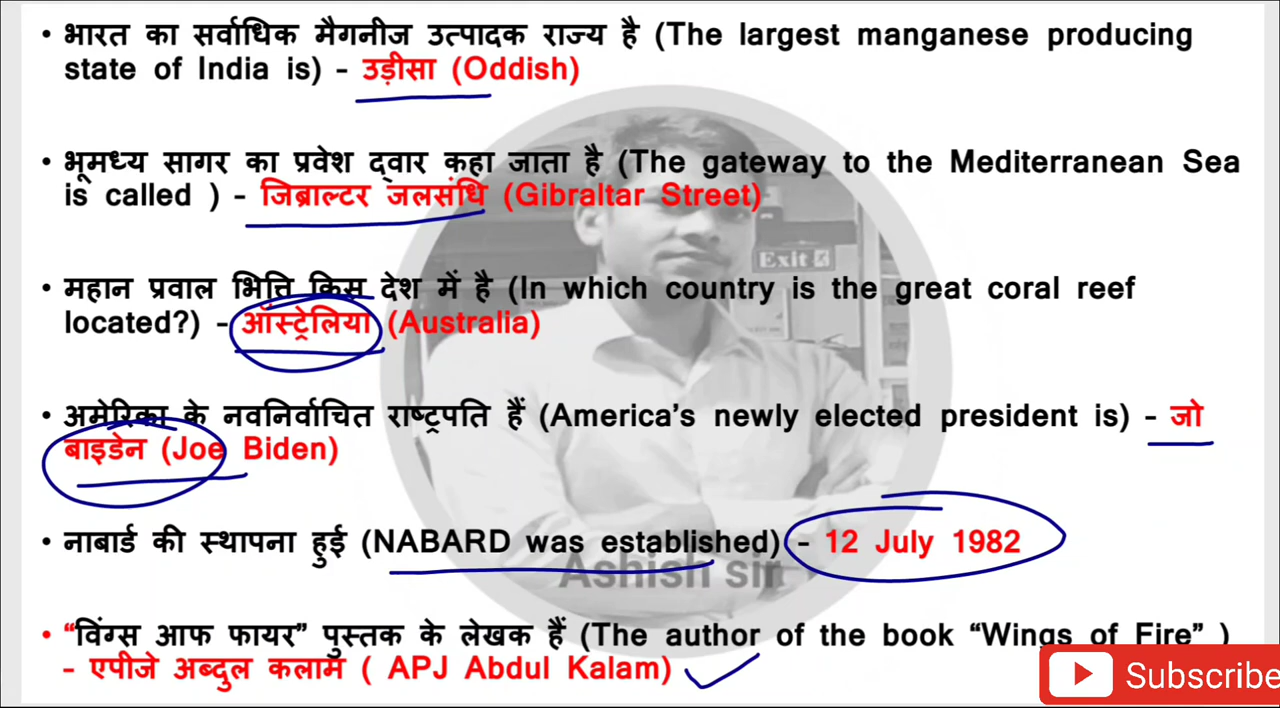 • भारत का सर्वाधिक मैगनीज उत्पादक राज्य है (The largest manganese producing
state of India is) – उड़ीसा (Oddish)
• भूमध्य सागर का प्रवेश द्वार कहा जाता है (The gateway to the Mediterranean Sea
is called ) – जिब्राल्टर जलसंधि (Gibraltar Street)
Exit
• महान प्रवाल भित्ति किस देश में है (In which country is the great coral reef
located?) – ऑस्ट्रेलिया (Australia)
• अमेरिका के नवनिर्वाचित राष्ट्रपति हैं (America's newly elected president is) – जो
बाइडेन (Joe Biden)
• नाबार्ड की स्थापना हुई (NABARD was established) – 12 July 1982
Ashish sir
• “विंग्स आफ फायर” पुस्तक के लेखक हैं (The author of the book “Wings of Fire” )
– एपीजे अब्दुल कलाम ( APJ Abdul Kalam)
Subscribe